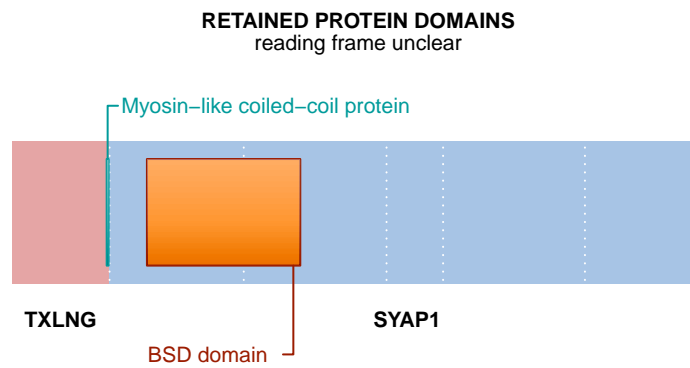 RETAINED PROTEIN DOMAINS
reading frame unclear
Myosin−like coiled−coil protein
TXLNG
SYAP1
BSD domain